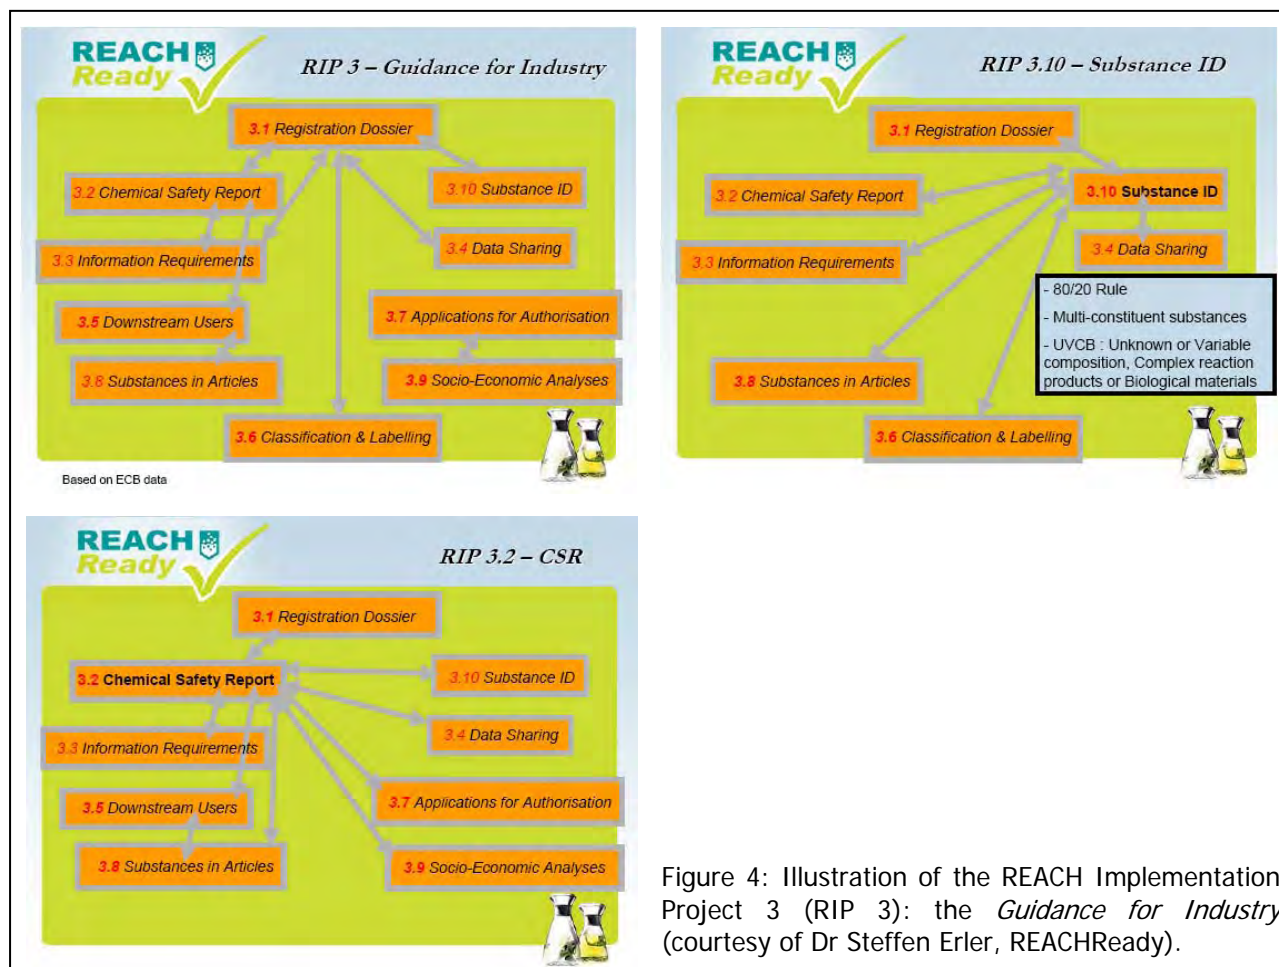 REACH
Ready
RIP 3 – Guidance for Industry
3.1 Registration Dossier
3.2 Chemical Safety Report
3.10 Substance ID
3.3 Information Requirements
3.4 Data Sharing
3.5 Downstream Users
3.7 Applications for Authorisation
3.8 Substances in Articles
3.9 Socio-Economic Analyses
3.6 Classification & Labelling
Based on ECB data
REACH
Ready
RIP 3.10 – Substance ID
3.1 Registration Dossier
3.2 Chemical Safety Report
3.10 Substance ID
3.3 Information Requirements
3.4 Data Sharing
- 80/20 Rule
- Multi-constituent substances
- UVCB : Unknown or Variable
composition, Complex reaction
products or Biological materials
3.8 Substances in Articles
3.6 Classification & Labelling
REACH
Ready
RIP 3.2 – CSR
3.1 Registration Dossier
3.2 Chemical Safety Report
3.10 Substance ID
3.3 Information Requirements
3.4 Data Sharing
3.5 Downstream Users
3.7 Applications for Authorisation
3.8 Substances in Articles
3.9 Socio-Economic Analyses
Figure 4: Illustration of the REACH Implementation
Project 3 (RIP 3): the Guidance for Industry
(courtesy of Dr Steffen Erler, REACHReady).